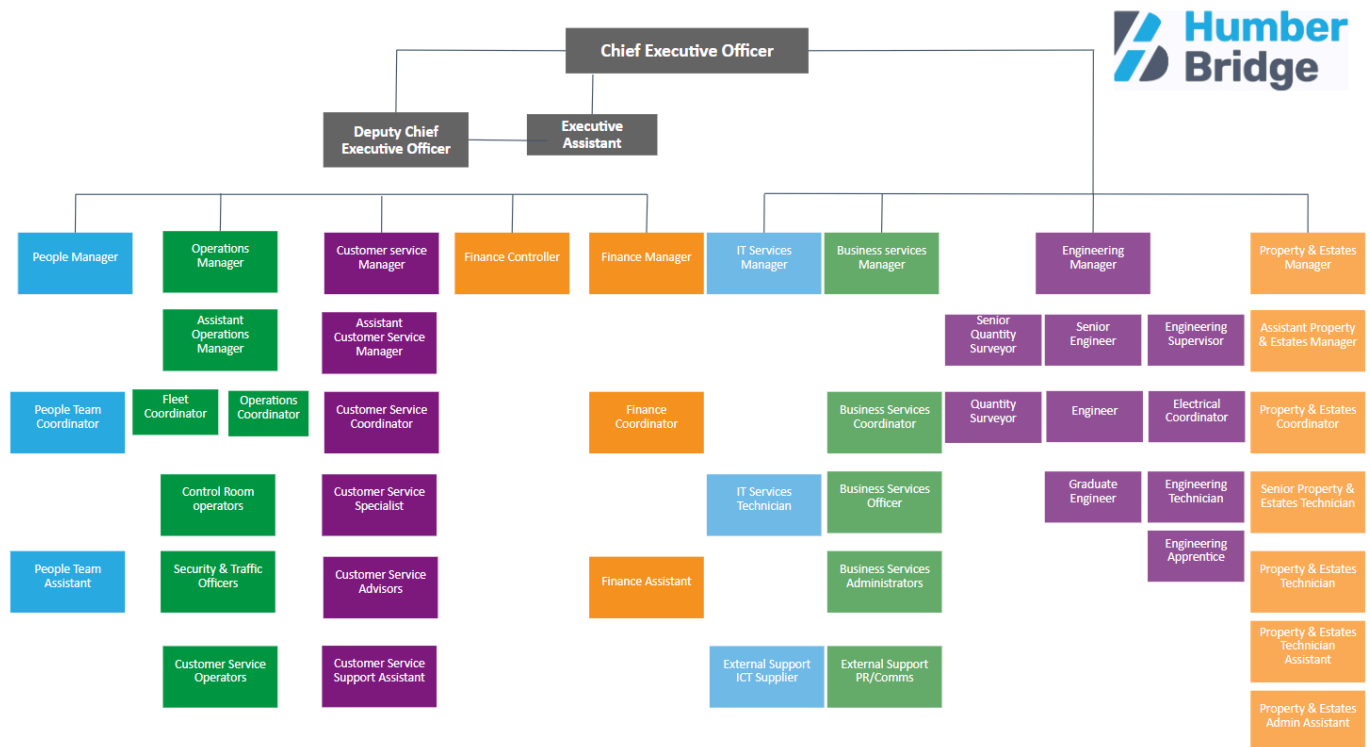 Humber
Bridge
Chief Executive Officer
Deputy Chief
Executive Officer
Executive
Assistant
People Manager
Operations
Manager
Customer service
Manager
Finance Controller
Finance Manager
IT Services
Manager
Business services
Manager
Engineering
Manager
Property & Estates
Manager
Assistant
Operations
Manager
Assistant
Customer Service
Manager
Senior
Quantity
Surveyor
Senior
Engineer
Engineering
Supervisor
Assistant Property
& Estates Manager
People Team
Coordinator
Fleet
Coordinator
Operations
Coordinator
Customer Service
Coordinator
Finance
Coordinator
Business Services
Coordinator
Quantity
Surveyor
Engineer
Electrical
Coordinator
Property & Estates
Coordinator
Control Room
operators
Customer Service
Specialist
IT Services
Technician
Business Services
Officer
Graduate
Engineer
Engineering
Technician
Senior Property &
Estates Technician
Engineering
Apprentice
People Team
Assistant
Security & Traffic
Officers
Customer Service
Advisors
Finance Assistant
Business Services
Administrators
Property & Estates
Technician
Customer Service
Operators
Customer Service
Support Assistant
External Support
ICT Supplier
External Support
PR/Comms
Property & Estates
Technician
Assistant
Property & Estates
Admin Assistant